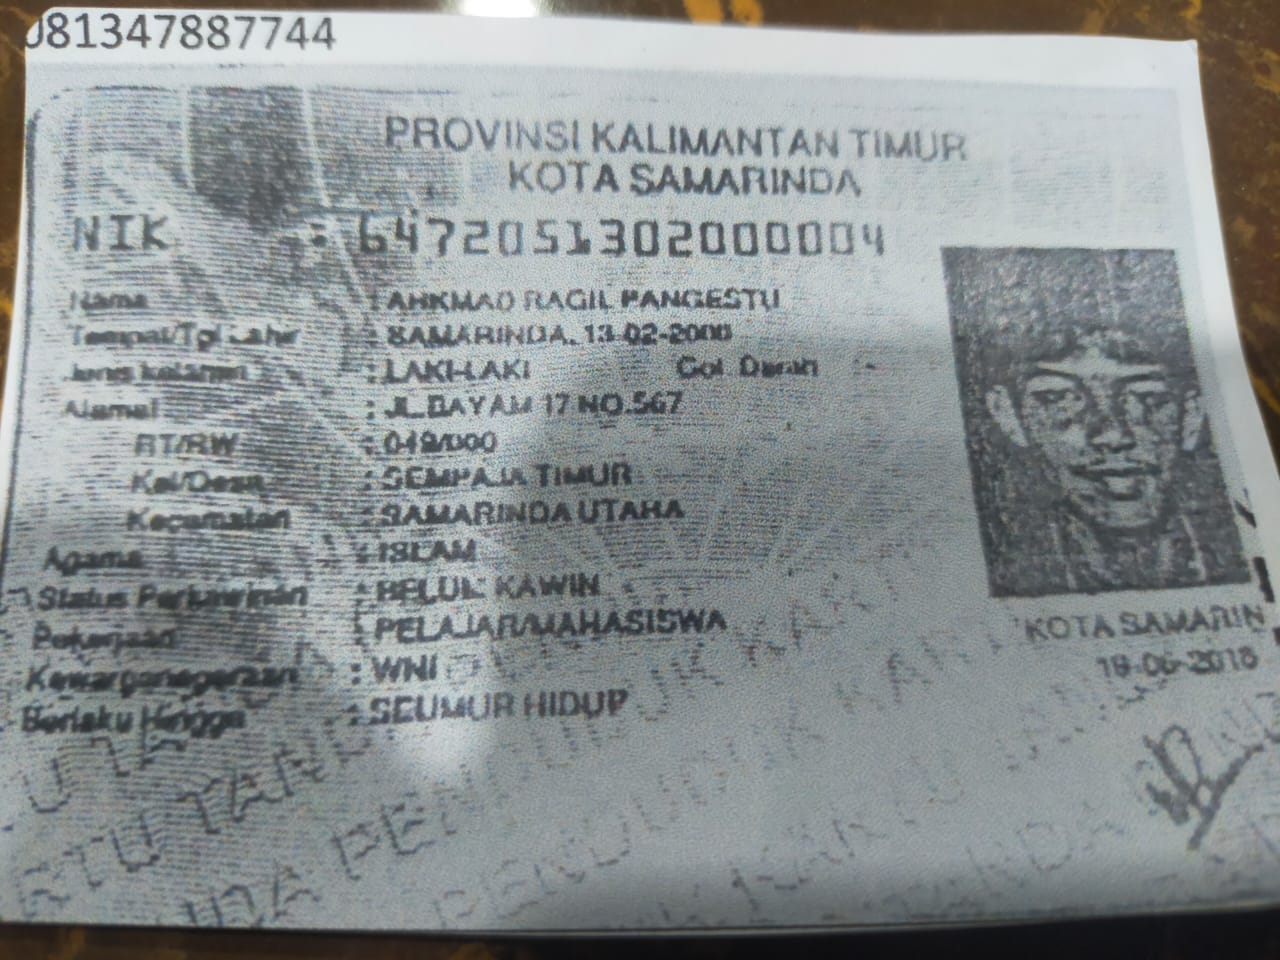 081347887744
PROVINSI KALIMANTAN TIMUR
KOTA SAMARINDA
NIK : 6472051302000004
Nama : AHKMAD RAGIL PANGESTU
Tempat/Tgl Lahir : SAMARINDA, 13-02-2000
Jenis kelamin : LAKI-LAKI Gol. Darah : -
Alamat : JL.BAYAM 17 NO.567
RT/RW : /000
Kel/Desa : SEMPAJA TIMUR
Kecamatan : SAMARINDA UTARA
Agama : ISLAM
Status Perkawinan : BELUM KAWIN
Pekerjaan : PELAJAR/MAHASISWA
Kewarganegaraan : WNI
Berlaku Hingga : SEUMUR HIDUP
KOTA SAMARIN